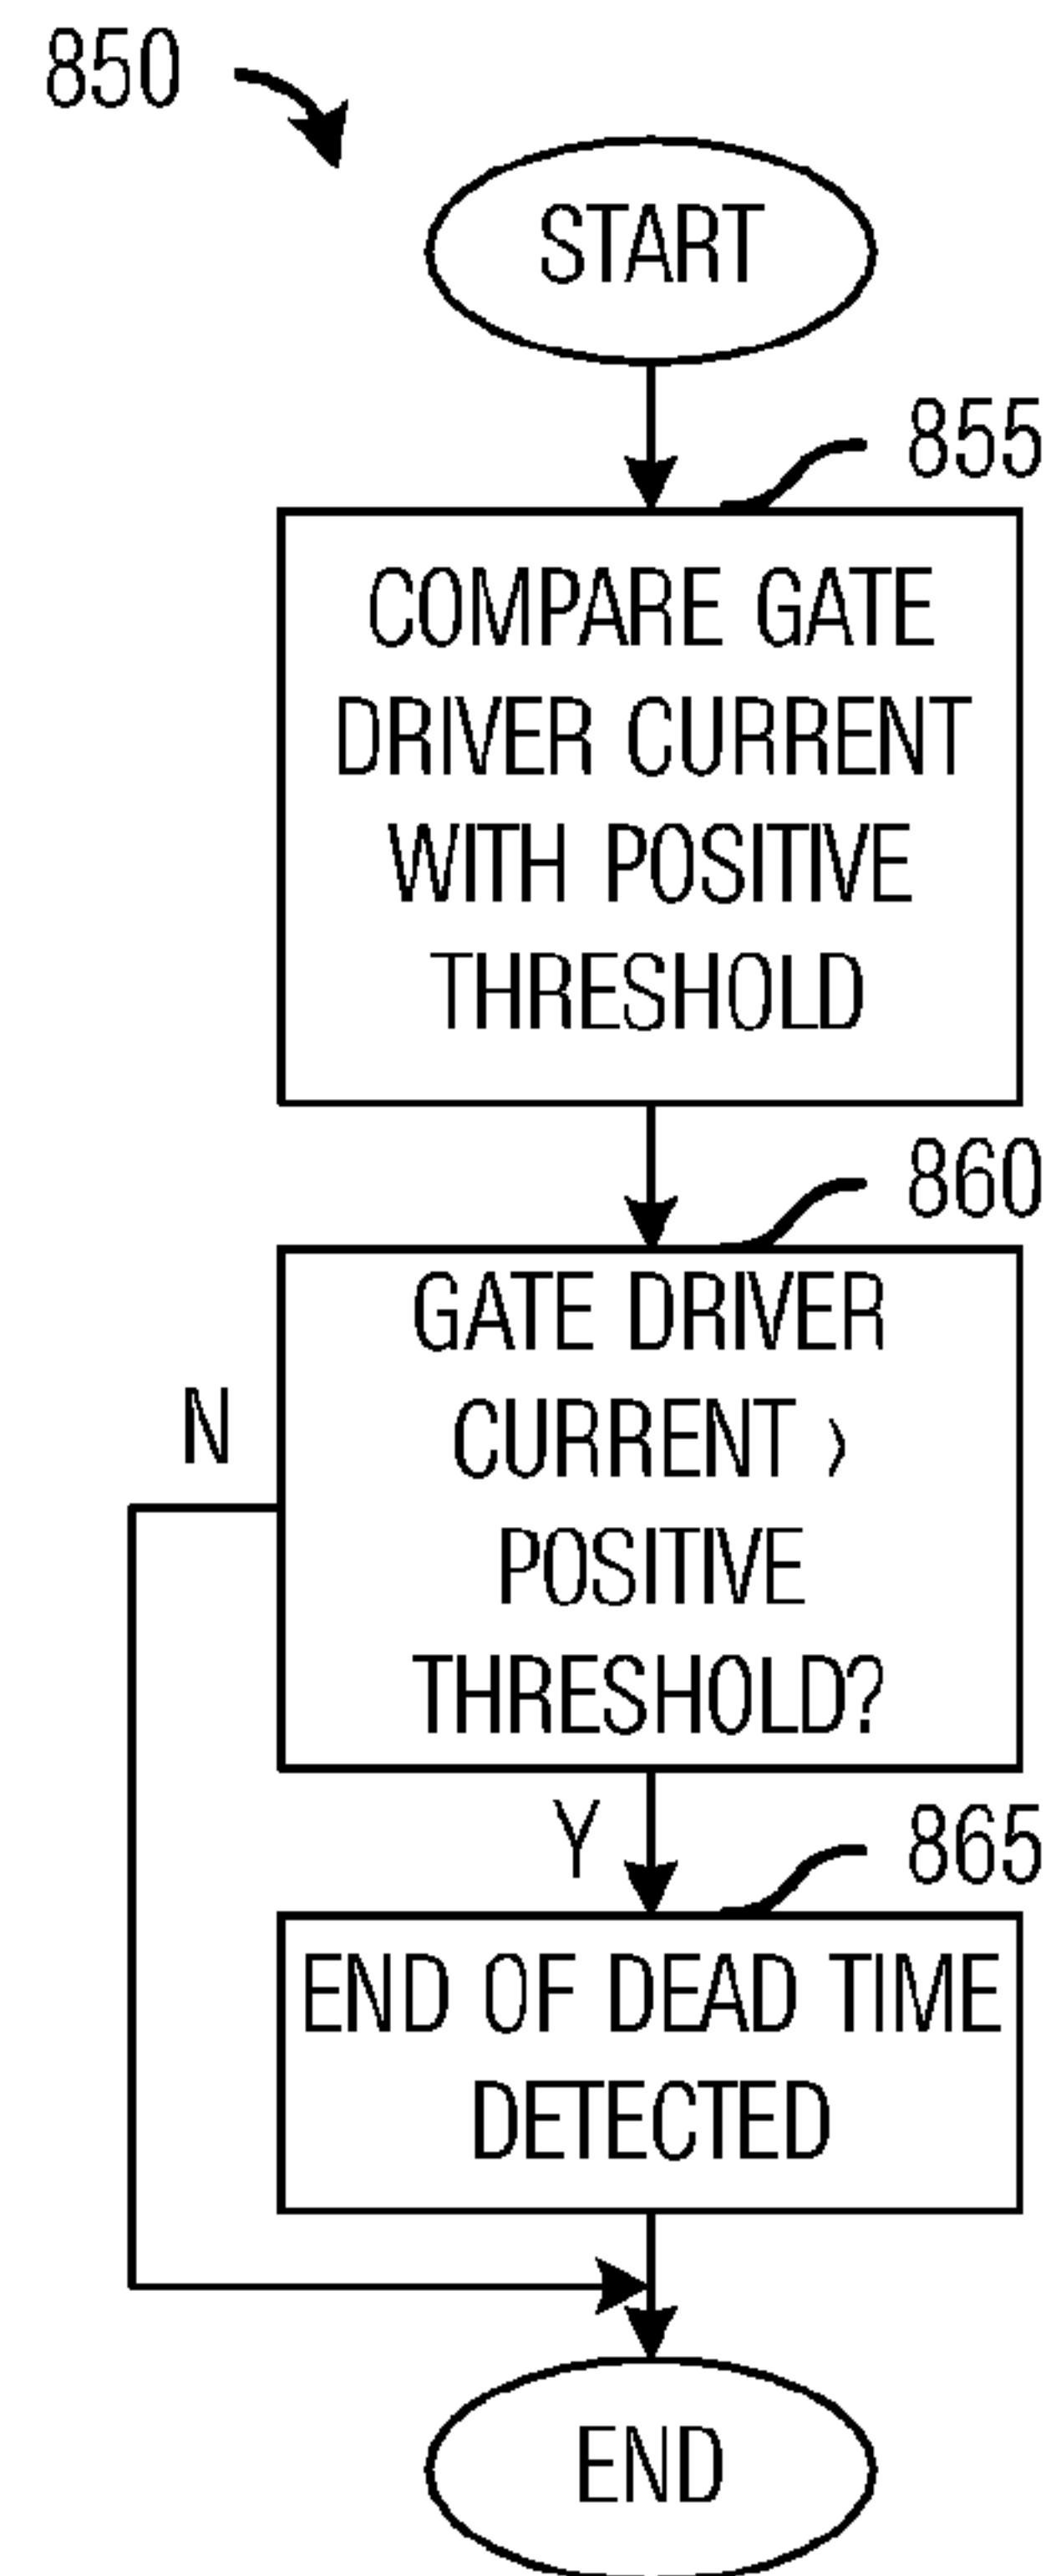 850
START
855
COMPARE GATE
DRIVER CURRENT
WITH POSITIVE
THRESHOLD
860
GATE DRIVER
CURRENT >
POSITIVE
THRESHOLD?
N
Y
865
END OF DEAD TIME
DETECTED
END